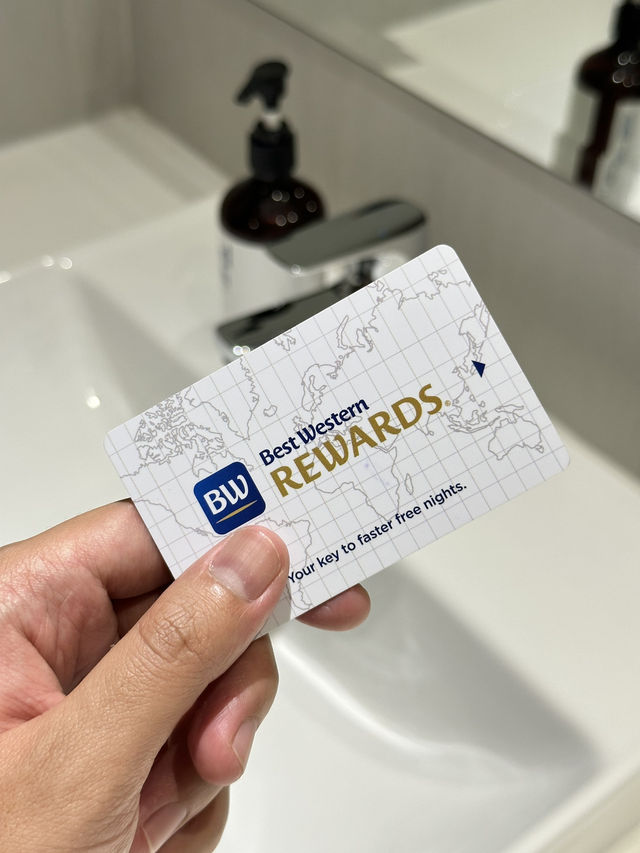 BW
Best Western
REWARDS®
Your key to faster free nights.